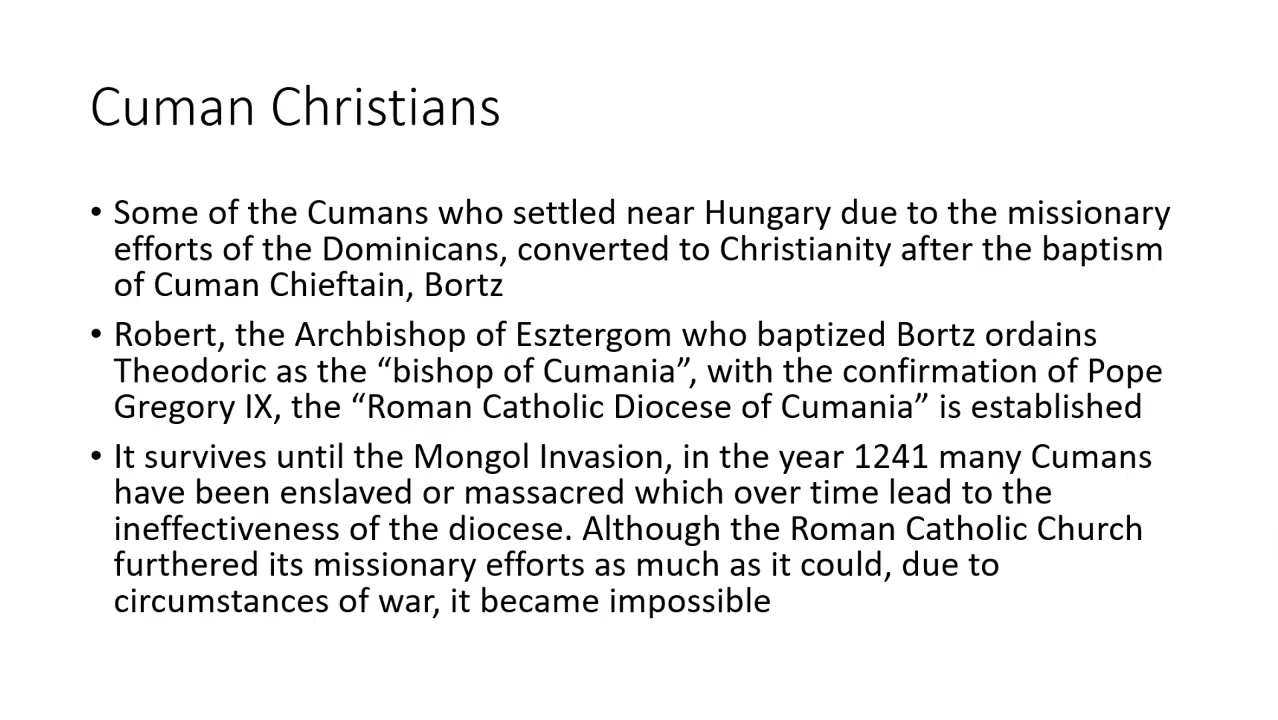 Cuman Christians
• Some of the Cumans who settled near Hungary due to the missionary
efforts of the Dominicans, converted to Christianity after the baptism
of Cuman Chieftain, Bortz
• Robert, the Archbishop of Esztergom who baptized Bortz ordains
Theodoric as the “bishop of Cumania”, with the confirmation of Pope
Gregory IX, the “Roman Catholic Diocese of Cumania” is established
• It survives until the Mongol Invasion, in the year 1241 many Cumans
have been enslaved or massacred which over time lead to the
ineffectiveness of the diocese. Although the Roman Catholic Church
furthered its missionary efforts as much as it could, due to
circumstances of war, it became impossible